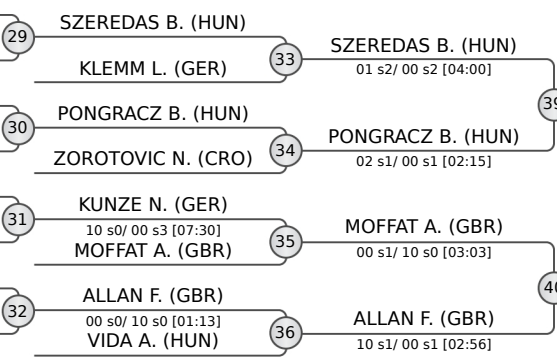 29
SZEREDAS B. (HUN)
KLEMM L. (GER)
33
SZEREDAS B. (HUN)
01 s2/ 00 s2 [04:00]
30
PONGRACZ B. (HUN)
ZOROTOVIC N. (CRO)
34
PONGRACZ B. (HUN)
02 s1/ 00 s1 [02:15]
39
31
KUNZE N. (GER)
10 s0/ 00 s3 [07:30]
MOFFAT A. (GBR)
35
MOFFAT A. (GBR)
00 s1/ 10 s0 [03:03]
32
ALLAN F. (GBR)
00 s0/ 10 s0 [01:13]
VIDA A. (HUN)
36
ALLAN F. (GBR)
10 s1/ 00 s1 [02:56]
40